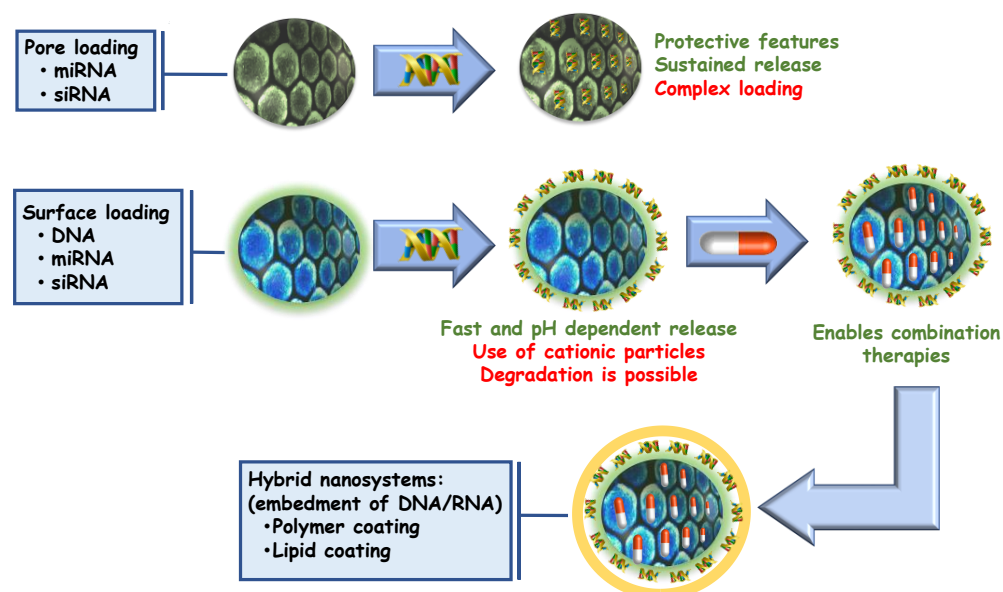 Pore loading
• miRNA
• siRNA
Protective features
Sustained release
Complex loading
Surface loading
• DNA
• miRNA
• siRNA
Fast and pH dependent release
Use of cationic particles
Degradation is possible
Enables combination
therapies
Hybrid nanosystems:
(embedment of DNA/RNA)
•Polymer coating
•Lipid coating